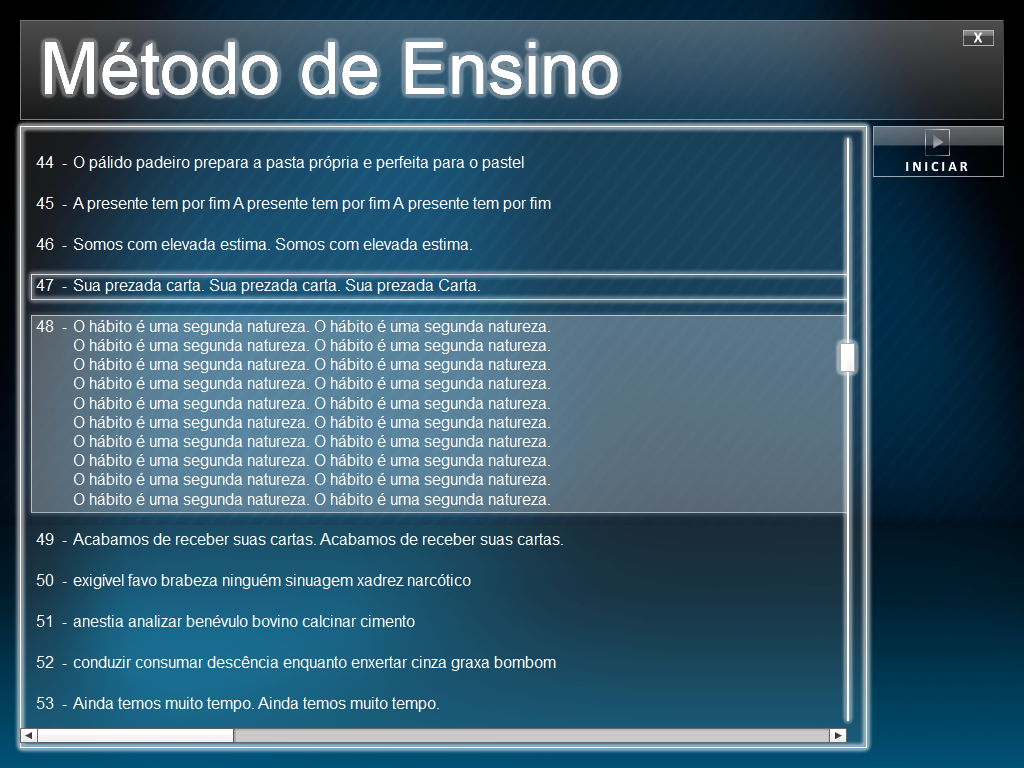 Método de Ensino
X
INICIAR
44 - O pálido padeiro prepara a pasta própria e perfeita para o pastel
45 - A presente tem por fim A presente tem por fim A presente tem por fim
46 - Somos com elevada estima. Somos com elevada estima.
47 - Sua prezada carta. Sua prezada carta. Sua prezada Carta.
48 - O hábito é uma segunda natureza. O hábito é uma segunda natureza.
O hábito é uma segunda natureza. O hábito é uma segunda natureza.
O hábito é uma segunda natureza. O hábito é uma segunda natureza.
O hábito é uma segunda natureza. O hábito é uma segunda natureza.
O hábito é uma segunda natureza. O hábito é uma segunda natureza.
O hábito é uma segunda natureza. O hábito é uma segunda natureza.
O hábito é uma segunda natureza. O hábito é uma segunda natureza.
O hábito é uma segunda natureza. O hábito é uma segunda natureza.
O hábito é uma segunda natureza. O hábito é uma segunda natureza.
O hábito é uma segunda natureza. O hábito é uma segunda natureza.
49 - Acabamos de receber suas cartas. Acabamos de receber suas cartas.
50 - exigível favo brabeza ninguém sinuagem xadrez narcótico
51 - anestia analizar benévulo bovino calcinar cimento
52 - conduzir consumar descência enquanto enxertar cinza graxa bombom
53 - Ainda temos muito tempo. Ainda temos muito tempo.